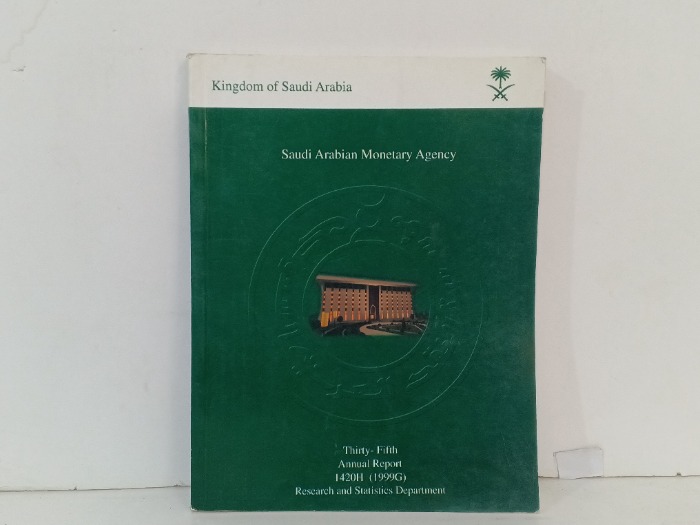 Kingdom of Saudi Arabia
Saudi Arabian Monetary Agency
Thirty- Fifth
Annual Report
1420H (1999G)
Research and Statistics Department